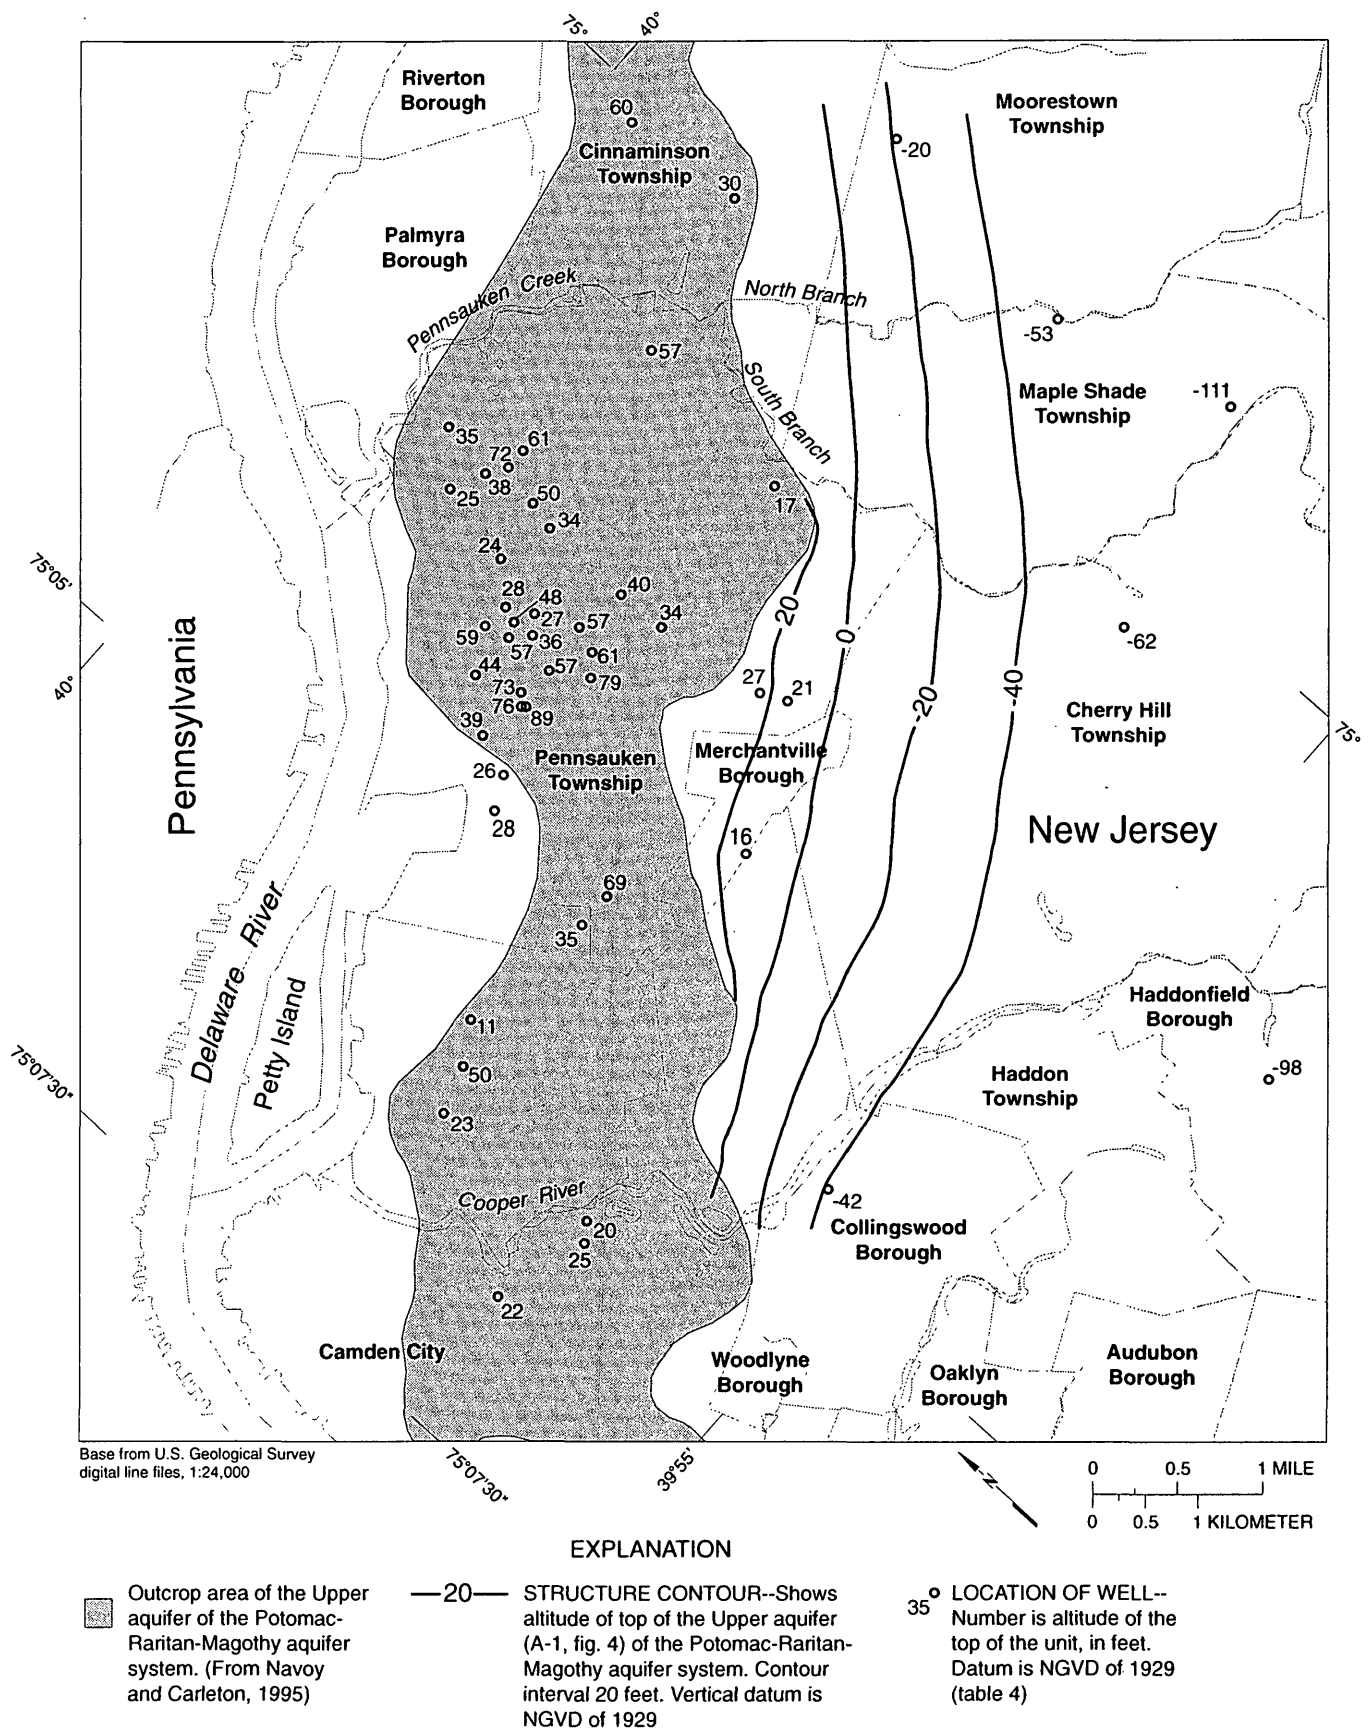 75°
40°
Riverton
Borough
Moorestown
Township
60
-20
Cinnaminson
Township
30
Palmyra
Borough
Pennsauken Creek
North Branch
-53
57
South Branch
Maple Shade
Township
-111
35
61
72
38
25
50
17
34
24
75°05'
40
28
48
20
34
27
57
0
59
36
-62
57
61
44
57
27
21
-20
-40
79
73
40°
76
89
39
Cherry Hill
Township
75°
Pennsylvania
Pennsauken
Township
Merchantville
Borough
26
28
16
New Jersey
69
35
Delaware River
Petty Island
Haddonfield
Borough
11
75°07'30"
50
Haddon
Township
-98
23
Cooper River
-42
20
Collingswood
Borough
25
22
Camden City
Woodlyne
Borough
Oaklyn
Borough
Audubon
Borough
Base from U.S. Geological Survey
digital line files, 1:24,000
75°07'30"
39°55'
N
0 0.5 1 MILE
0 0.5 1 KILOMETER
EXPLANATION
Outcrop area of the Upper
aquifer of the Potomac-
Raritan-Magothy aquifer
system. (From Navoy
and Carleton, 1995)
20
STRUCTURE CONTOUR--Shows
altitude of top of the Upper aquifer
(A-1, fig. 4) of the Potomac-Raritan-
Magothy aquifer system. Contour
interval 20 feet. Vertical datum is
NGVD of 1929
35
LOCATION OF WELL--
Number is altitude of the
top of the unit, in feet.
Datum is NGVD of 1929
(table 4)